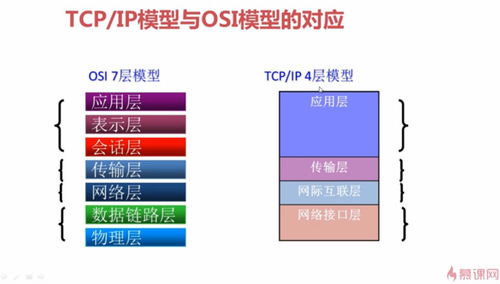 TCP/IP模型与OSI模型的对应
OSI 7层模型
应用层
表示层
会话层
传输层
网络层
数据链路层
物理层
TCP/IP 4层模型
应用层
传输层
网际互联层
网络接口层
慕课网